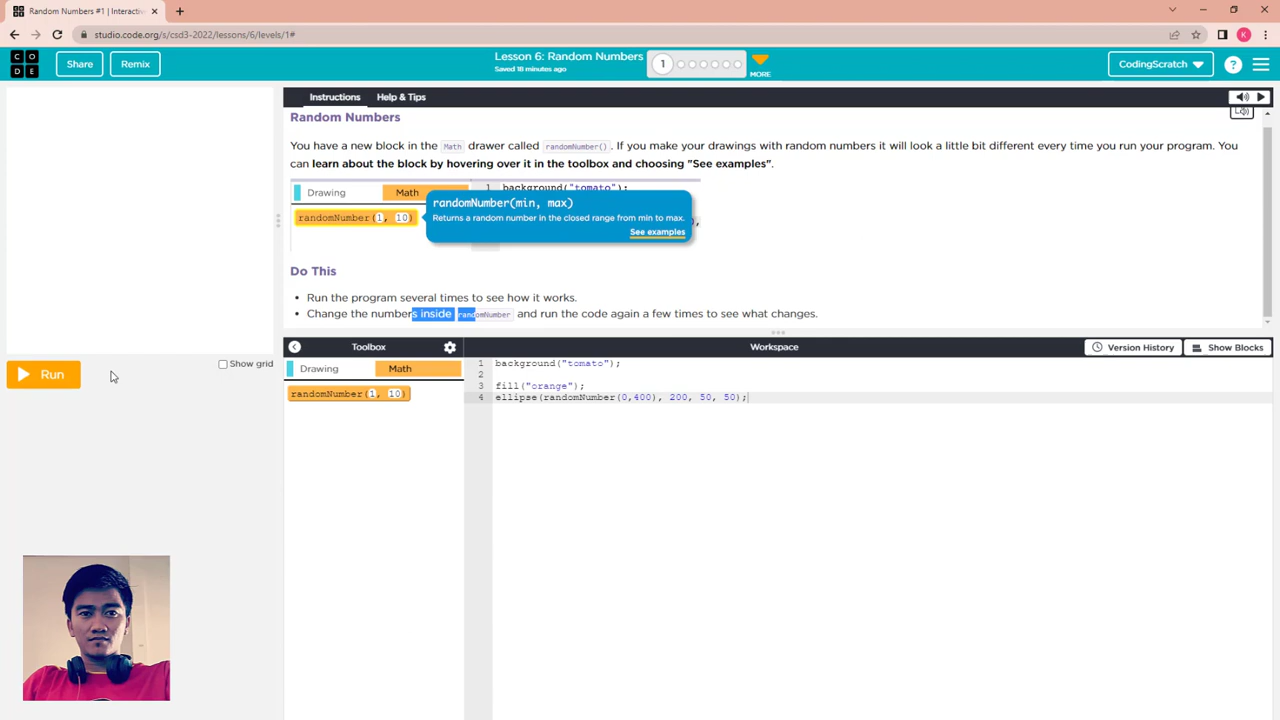 Random Numbers #1 | Interactiv
studio.code.org/s/csd3-2022/lessons/6/levels/1#
K
CO
DE
Share
Remix
Lesson 6: Random Numbers
Saved 18 minutes ago
1
MORE
CodingScratch
?
Instructions
Help & Tips
Random Numbers
You have a new block in the Math drawer called randomNumber(). If you make your drawings with random numbers it will look a little bit different every time you run your program. You
can learn about the block by hovering over it in the toolbox and choosing "See examples".
Drawing
Math
1 background("tomato");
randomNumber(1, 10)
randomNumber(min, max)
Returns a random number in the closed range from min to max.
See examples
Do This
• Run the program several times to see how it works.
• Change the numbers inside randomNumber and run the code again a few times to see what changes.
Run
Show grid
Toolbox
Workspace
Version History
Show Blocks
Drawing
Math
randomNumber(1, 10)
1 background("tomato");
2
3 fill("orange");
4 ellipse(randomNumber(0,400), 200, 50, 50);